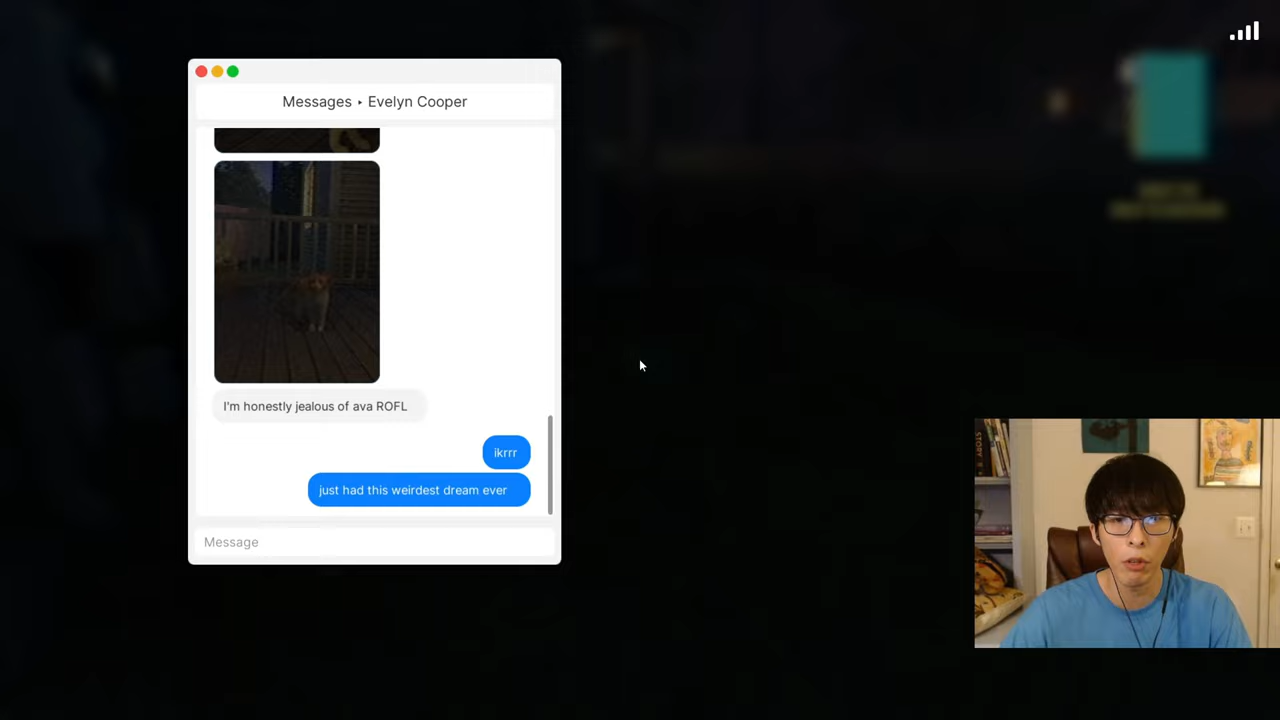 Messages ▸ Evelyn Cooper
I'm honestly jealous of ava ROFL
ikrrr
just had this weirdest dream ever
Message